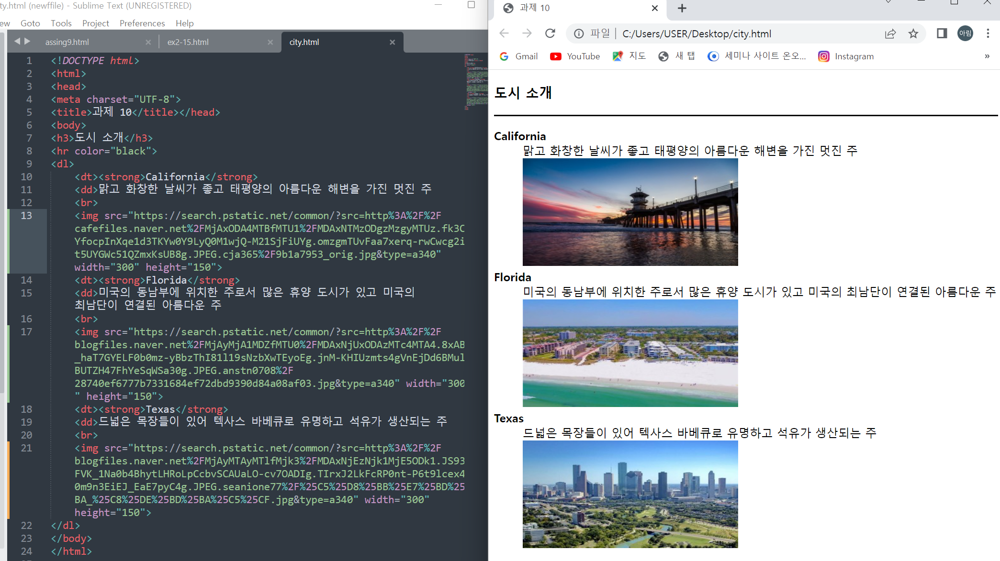 ty.html (newffile) - Sublime Text (UNREGISTERED)
ew Goto Tools Project Preferences Help
assing9.html ex2-15.html city.html
1 <!DOCTYPE html>
2 <html>
3 <head>
4 <meta charset="UTF-8">
5 <title>과제 10</title></head>
6 <body>
7 <h3>도시 소개</h3>
8 <hr color="black">
9 <dl>
10 <dt><strong>California</strong>
11 <dd>맑고 화창한 날씨가 좋고 태평양의 아름다운 해변을 가진 멋진 주
12 <br>
13 <img src="https://search.pstatic.net/common/?src=http%3A%2F%2F
cafefiles.naver.net%2FMjAxODA4MTBfMTU1%2FMDAxNTMzODgzMzgyMTUz.fk3C
YfocpInXqe1d3TKYw0Y9LyQ0M1wjQ-M21SjFiUYg.omzgmTUvFaa7xerq-rwCwcg2i
t5UYGWc51QZmxKsUB8g.JPEG.cja365%2F9b1a7953_orig.jpg&type=a340"
width="300" height="150">
14 <dt><strong>Florida</strong>
15 <dd>미국의 동남부에 위치한 주로서 많은 휴양 도시가 있고 미국의
최남단이 연결된 아름다운 주
16 <br>
17 <img src="https://search.pstatic.net/common/?src=http%3A%2F%2F
blogfiles.naver.net%2FMjAyMjA1MDZfMTU0%2FMDAxNjUxODAzMTc4MTA4.8xAB
_haT7GYELF0b0mz-yBbzThI81l19sNzbXwTEyoEg.jnM-KHIUzmts4gVnEjDd6BMul
BUTZH47FhYeSqWSa30g.JPEG.anstn0708%2F
28740ef6777b7331684ef72dbd9390d84a08af03.jpg&type=a340" width="300
" height="150">
18 <dt><strong>Texas</strong>
19 <dd>드넓은 목장들이 있어 텍사스 바베큐로 유명하고 석유가 생산되는 주
20 <br>
21 <img src="https://search.pstatic.net/common/?src=http%3A%2F%2F
blogfiles.naver.net%2FMjAyMTAyMTlfMjk3%2FMDAxNjEzNjk1MjE5ODk1.JS93
FVK_1Na0b4BhytLHRoLpCcbvSCAUaLO-cv7OADIg.TIrxJ2LkFcRP0nt-P6t9lcex4
0m9n3EiEJ_EaE7pyC4g.JPEG.seanione77%2F%25C5%25D8%25BB%25E7%25BD%25
BA_%25C8%25DE%25BD%25BA%25C5%25CF.jpg&type=a340" width="300"
height="150">
22 </dl>
23 </body>
24 </html>
과제 10
파일 C:/Users/USER/Desktop/city.html 아림
Gmail YouTube 지도 새 탭 세미나 사이트 온오... Instagram »
도시 소개
California
맑고 화창한 날씨가 좋고 태평양의 아름다운 해변을 가진 멋진 주
Florida
미국의 동남부에 위치한 주로서 많은 휴양 도시가 있고 미국의 최남단이 연결된 아름다운 주
Texas
드넓은 목장들이 있어 텍사스 바베큐로 유명하고 석유가 생산되는 주